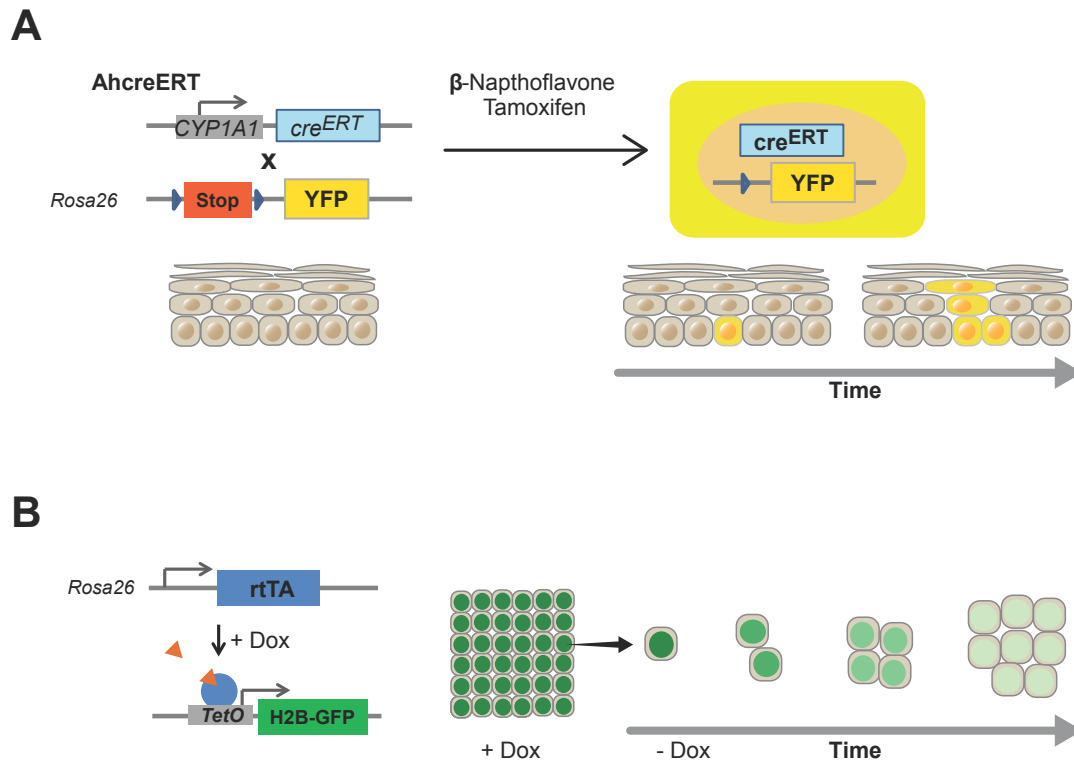 A
AhcreERT
CYP1A1
creERT
x
Rosa26
Stop
YFP
β-Napthoflavone
Tamoxifen
creERT
YFP
Time
B
Rosa26
rtTA
+ Dox
TetO
H2B-GFP
+ Dox
- Dox
Time